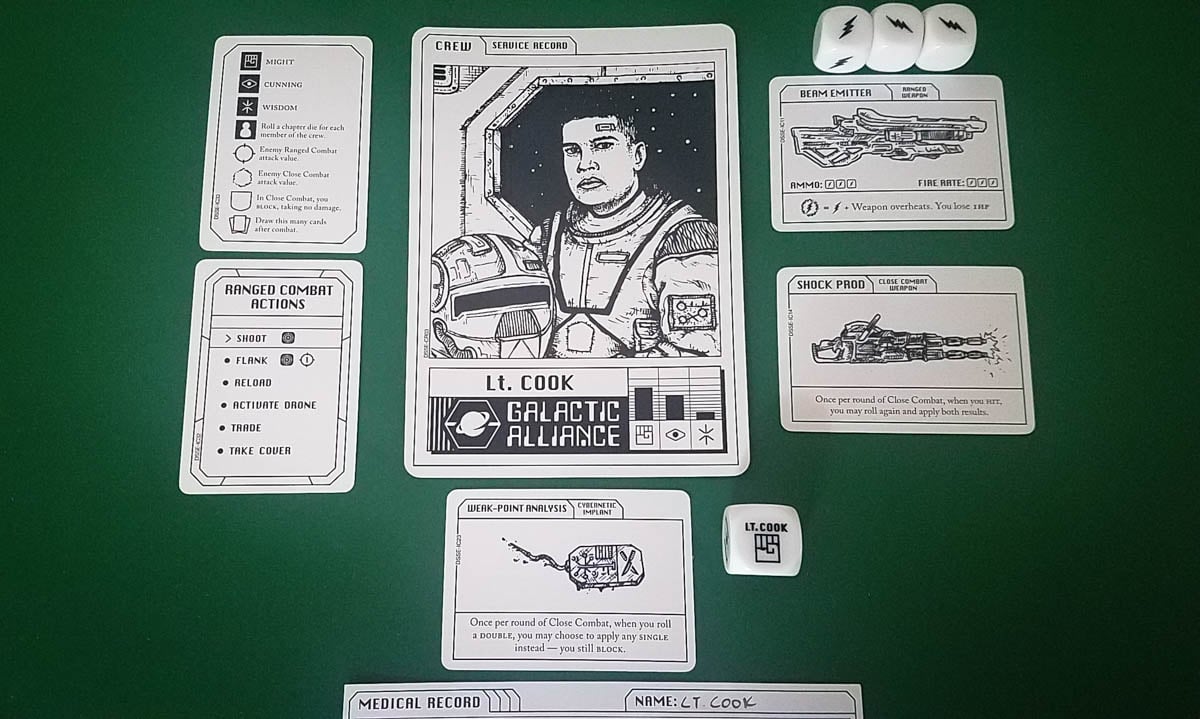 MIGHT
CUNNING
WISDOM
Roll a chapter die for each
member of the crew.
Enemy Ranged Combat
attack value.
Enemy Close Combat
attack value.
In Close Combat, you
BLOCK, taking no damage.
Draw this many cards
after combat.
RANGED COMBAT
ACTIONS
> SHOOT
• FLANK
• RELOAD
• ACTIVATE DRONE
• TRADE
• TAKE COVER
CREW
SERVICE RECORD
Lt. COOK
GALACTIC
ALLIANCE
BEAM EMITTER
RANGED
WEAPON
AMMO:
FIRE RATE:
= + Weapon overheats. You lose 1HP
SHOCK PROD
CLOSE COMBAT
WEAPON
Once per round of Close Combat, when you HIT,
you may roll again and apply both results.
WEAK-POINT ANALYSIS
CYBERNETIC
IMPLANT
Once per round of Close Combat, when you roll
a DOUBLE, you may choose to apply any SINGLE
instead — you still BLOCK.
LT. COOK
MEDICAL RECORD
NAME: LT. COOK